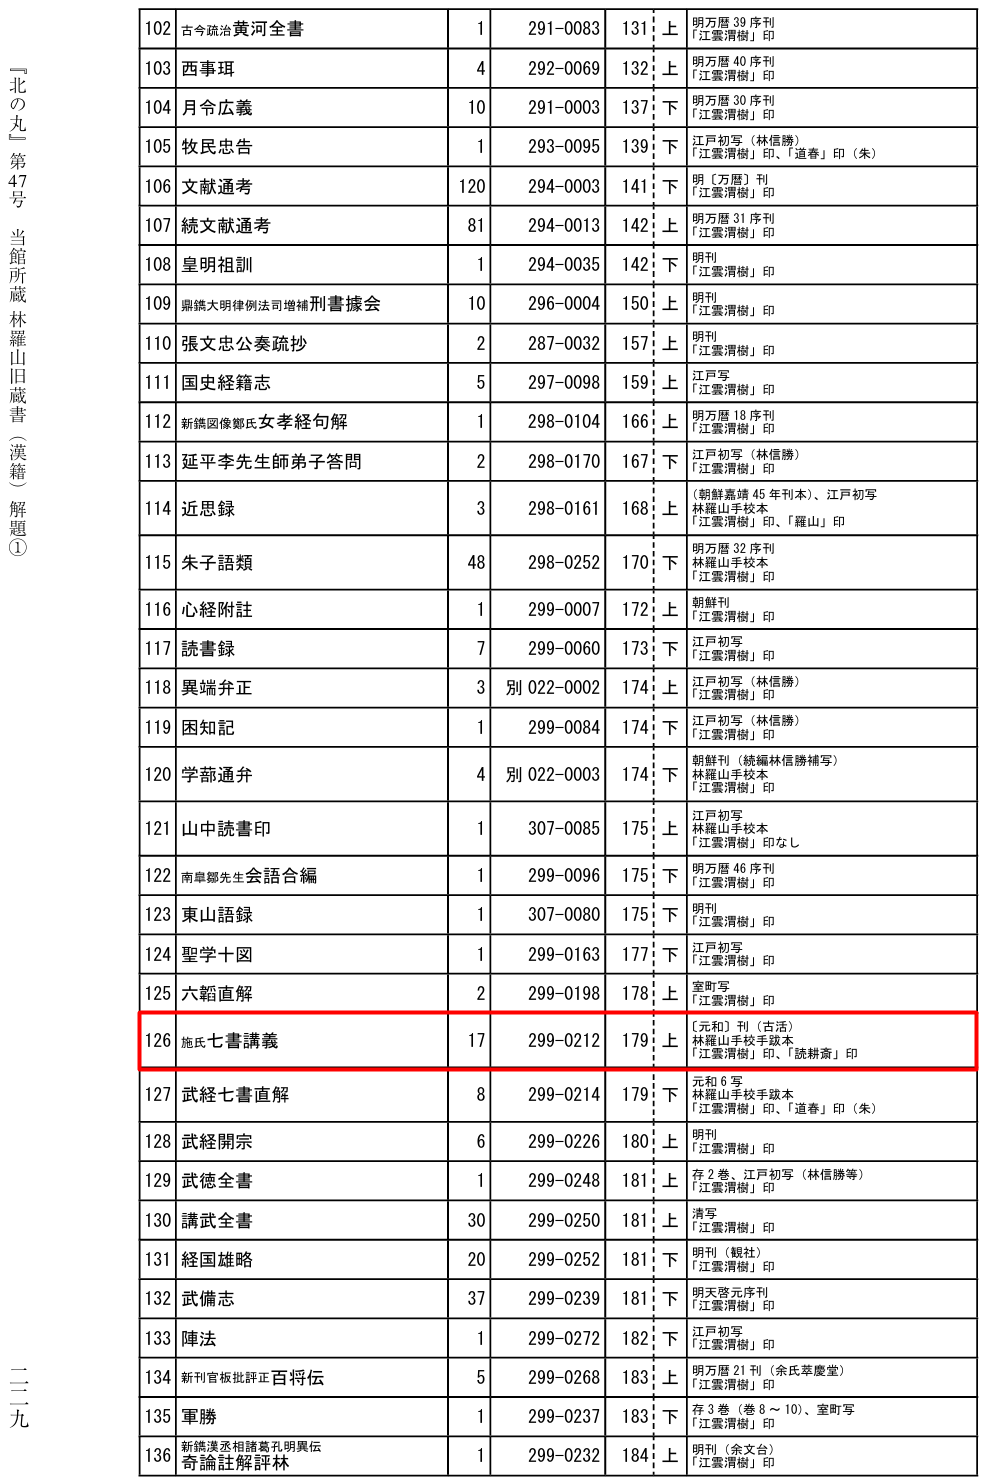 『北の丸』第47号　当館所蔵 林羅山旧蔵書（漢籍）解題①
102 古今疏治黄河全書 1 291-0083 131 上 明万暦 39 序刊
「江雲渭樹」印
103 西事珥 4 292-0069 132 上 明万暦 40 序刊
「江雲渭樹」印
104 月令広義 10 291-0003 137 下 明万暦 30 序刊
「江雲渭樹」印
105 牧民忠告 1 293-0095 139 下 江戸初写（林信勝）
「江雲渭樹」印、「道春」印（朱）
106 文献通考 120 294-0003 141 下 明〔万暦〕刊
「江雲渭樹」印
107 続文献通考 81 294-0013 142 上 明万暦 31 序刊
「江雲渭樹」印
108 皇明祖訓 1 294-0035 142 下 明刊
「江雲渭樹」印
109 鼎鐫大明律例法司増補刑書據会 10 296-0004 150 上 明刊
「江雲渭樹」印
110 張文忠公奏疏抄 2 287-0032 157 上 明刊
「江雲渭樹」印
111 国史経籍志 5 297-0098 159 上 江戸写
「江雲渭樹」印
112 新鐫図像鄭氏女孝経句解 1 298-0104 166 上 明万暦 18 序刊
「江雲渭樹」印
113 延平李先生師弟子答問 2 298-0170 167 下 江戸初写（林信勝）
「江雲渭樹」印
114 近思録 3 298-0161 168 上 （朝鮮嘉靖 45 年刊本）、江戸初写
林羅山手校本
「江雲渭樹」印、「羅山」印
115 朱子語類 48 298-0252 170 下 明万暦 32 序刊
林羅山手校本
「江雲渭樹」印
116 心経附註 1 299-0007 172 上 朝鮮刊
「江雲渭樹」印
117 読書録 7 299-0060 173 下 江戸初写
「江雲渭樹」印
118 異端弁正 3 別 022-0002 174 上 江戸初写（林信勝）
「江雲渭樹」印
119 困知記 1 299-0084 174 下 江戸初写（林信勝）
「江雲渭樹」印
120 学蔀通弁 4 別 022-0003 174 下 朝鮮刊（続編林信勝補写）
林羅山手校本
「江雲渭樹」印
121 山中読書印 1 307-0085 175 上 江戸初写
林羅山手校本
「江雲渭樹」印なし
122 南皐鄒先生会語合編 1 299-0096 175 下 明万暦 46 序刊
「江雲渭樹」印
123 東山語録 1 307-0080 175 下 明刊
「江雲渭樹」印
124 聖学十図 1 299-0163 177 下 江戸初写
「江雲渭樹」印
125 六韜直解 2 299-0198 178 上 室町写
「江雲渭樹」印
126 施氏七書講義 17 299-0212 179 上 〔元和〕刊（古活）
林羅山手校手跋本
「江雲渭樹」印、「読耕斎」印
127 武経七書直解 8 299-0214 179 下 元和 6 写
林羅山手校手跋本
「江雲渭樹」印、「道春」印（朱）
128 武経開宗 6 299-0226 180 上 明刊
「江雲渭樹」印
129 武徳全書 1 299-0248 181 上 存 2 巻、江戸初写（林信勝等）
「江雲渭樹」印
130 講武全書 30 299-0250 181 上 清写
「江雲渭樹」印
131 経国雄略 20 299-0252 181 下 明刊（観社）
「江雲渭樹」印
132 武備志 37 299-0239 181 下 明天啓元序刊
「江雲渭樹」印
133 陣法 1 299-0272 182 下 江戸初写
「江雲渭樹」印
134 新刊官板批評正百将伝 5 299-0268 183 上 明万暦 21 刊（余氏萃慶堂）
「江雲渭樹」印
135 軍勝 1 299-0237 183 下 存 3 巻（巻 8 ～ 10）、室町写
「江雲渭樹」印
136 新鐫漢丞相諸葛孔明異伝
奇論註解評林 1 299-0232 184 上 明刊（余文台）
「江雲渭樹」印
二二九